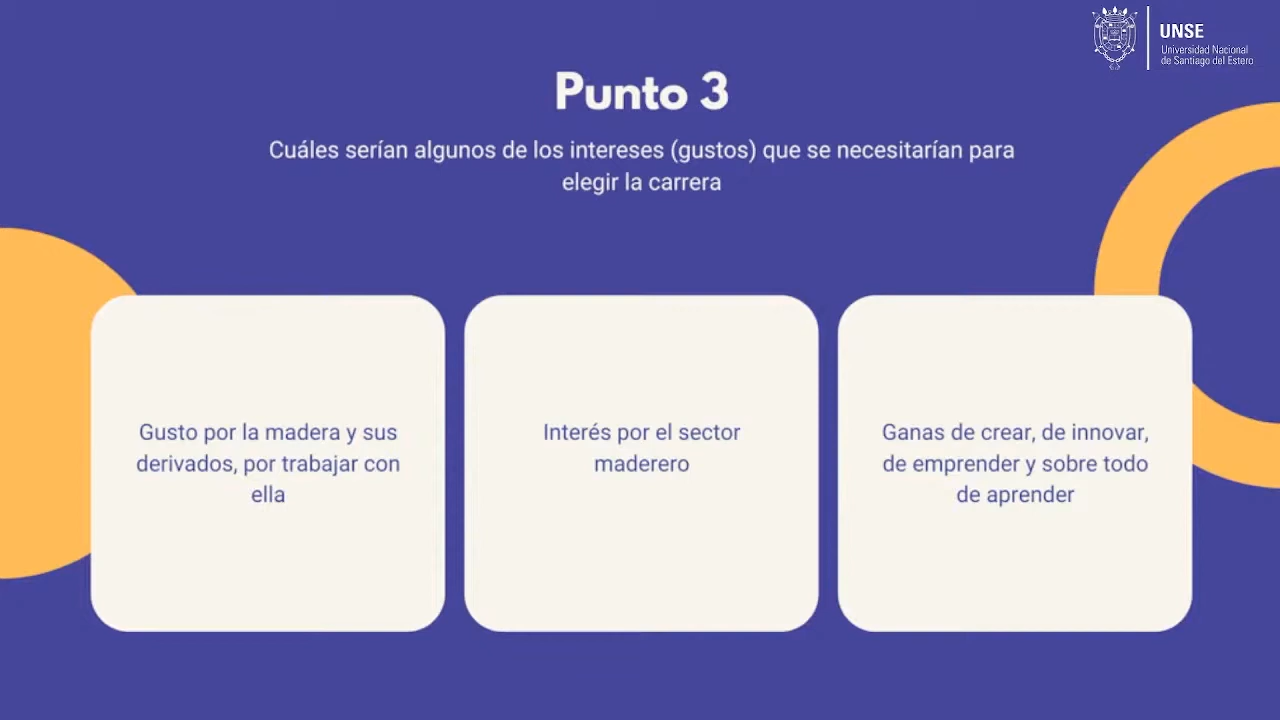 UNSE
Universidad Nacional
de Santiago del Estero
Punto 3
Cuáles serían algunos de los intereses (gustos) que se necesitarían para
elegir la carrera
Gusto por la madera y sus
derivados, por trabajar con
ella
Interés por el sector
maderero
Ganas de crear, de innovar,
de emprender y sobre todo
de aprender